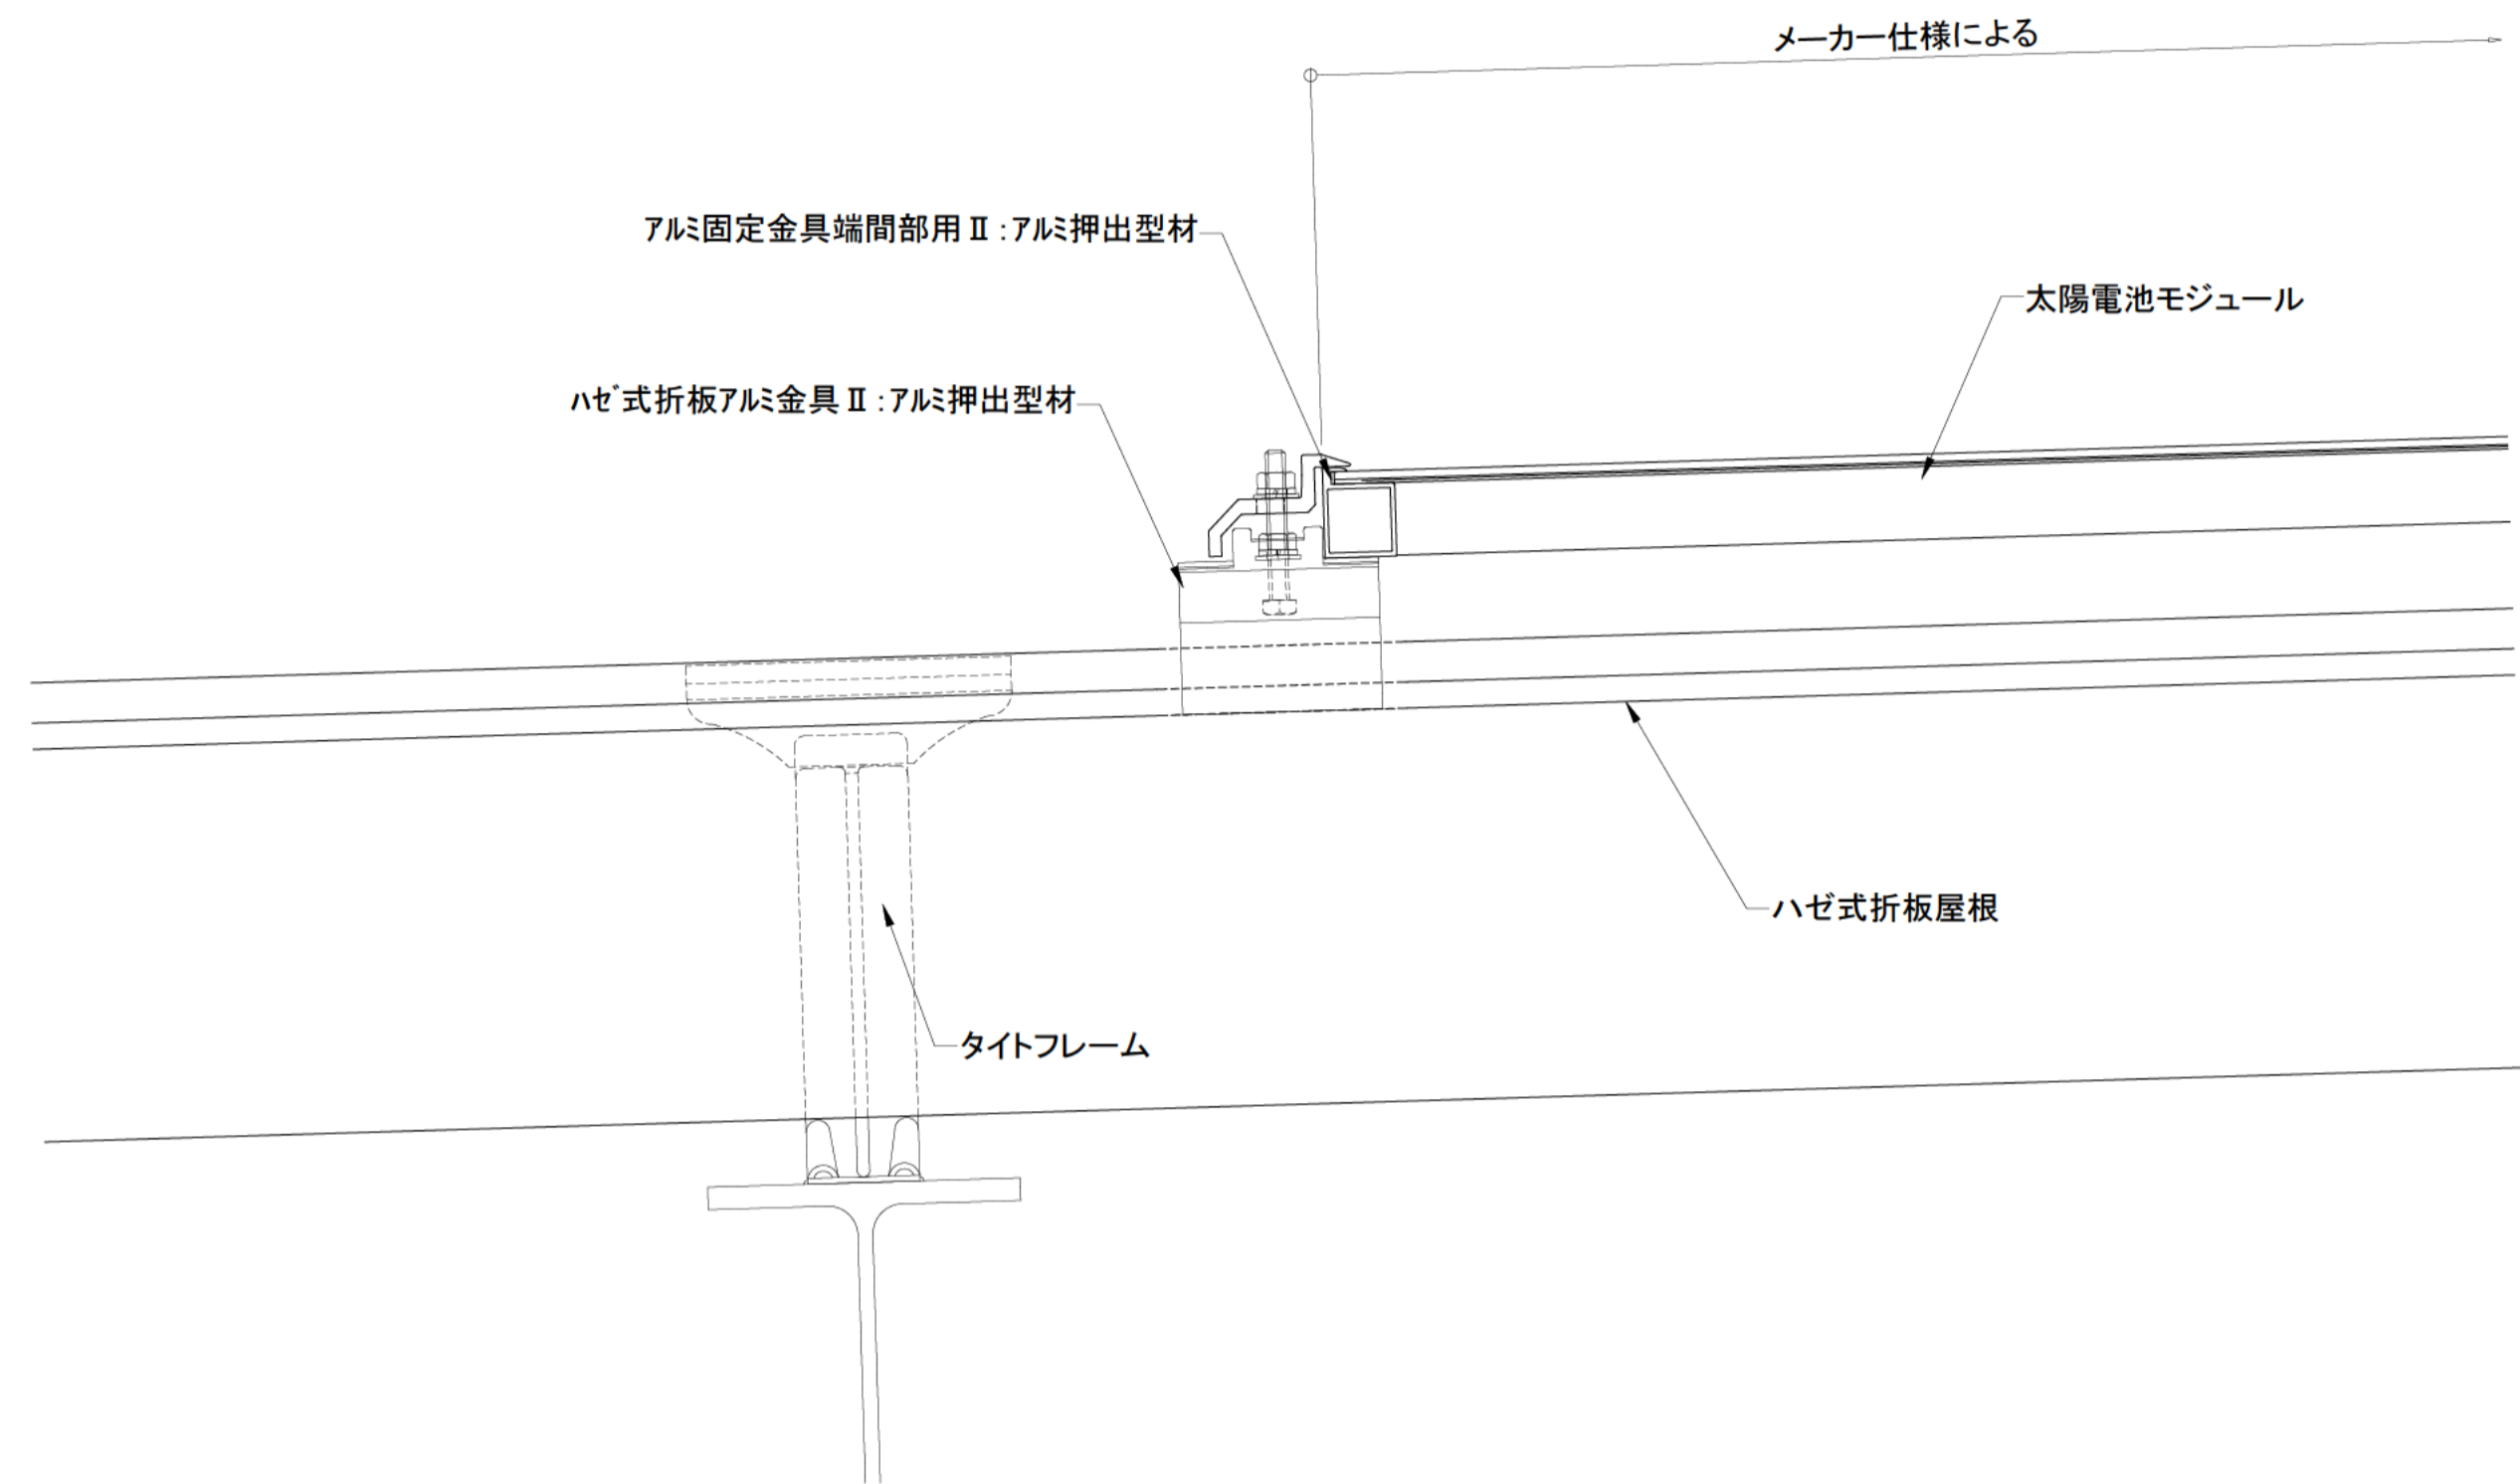 メーカー仕様による
ｱﾙﾐ固定金具端間部用Ⅱ:ｱﾙﾐ押出型材
太陽電池モジュール
ﾊｾﾞ式折板ｱﾙﾐ金具Ⅱ:ｱﾙﾐ押出型材
ハゼ式折板屋根
タイトフレーム